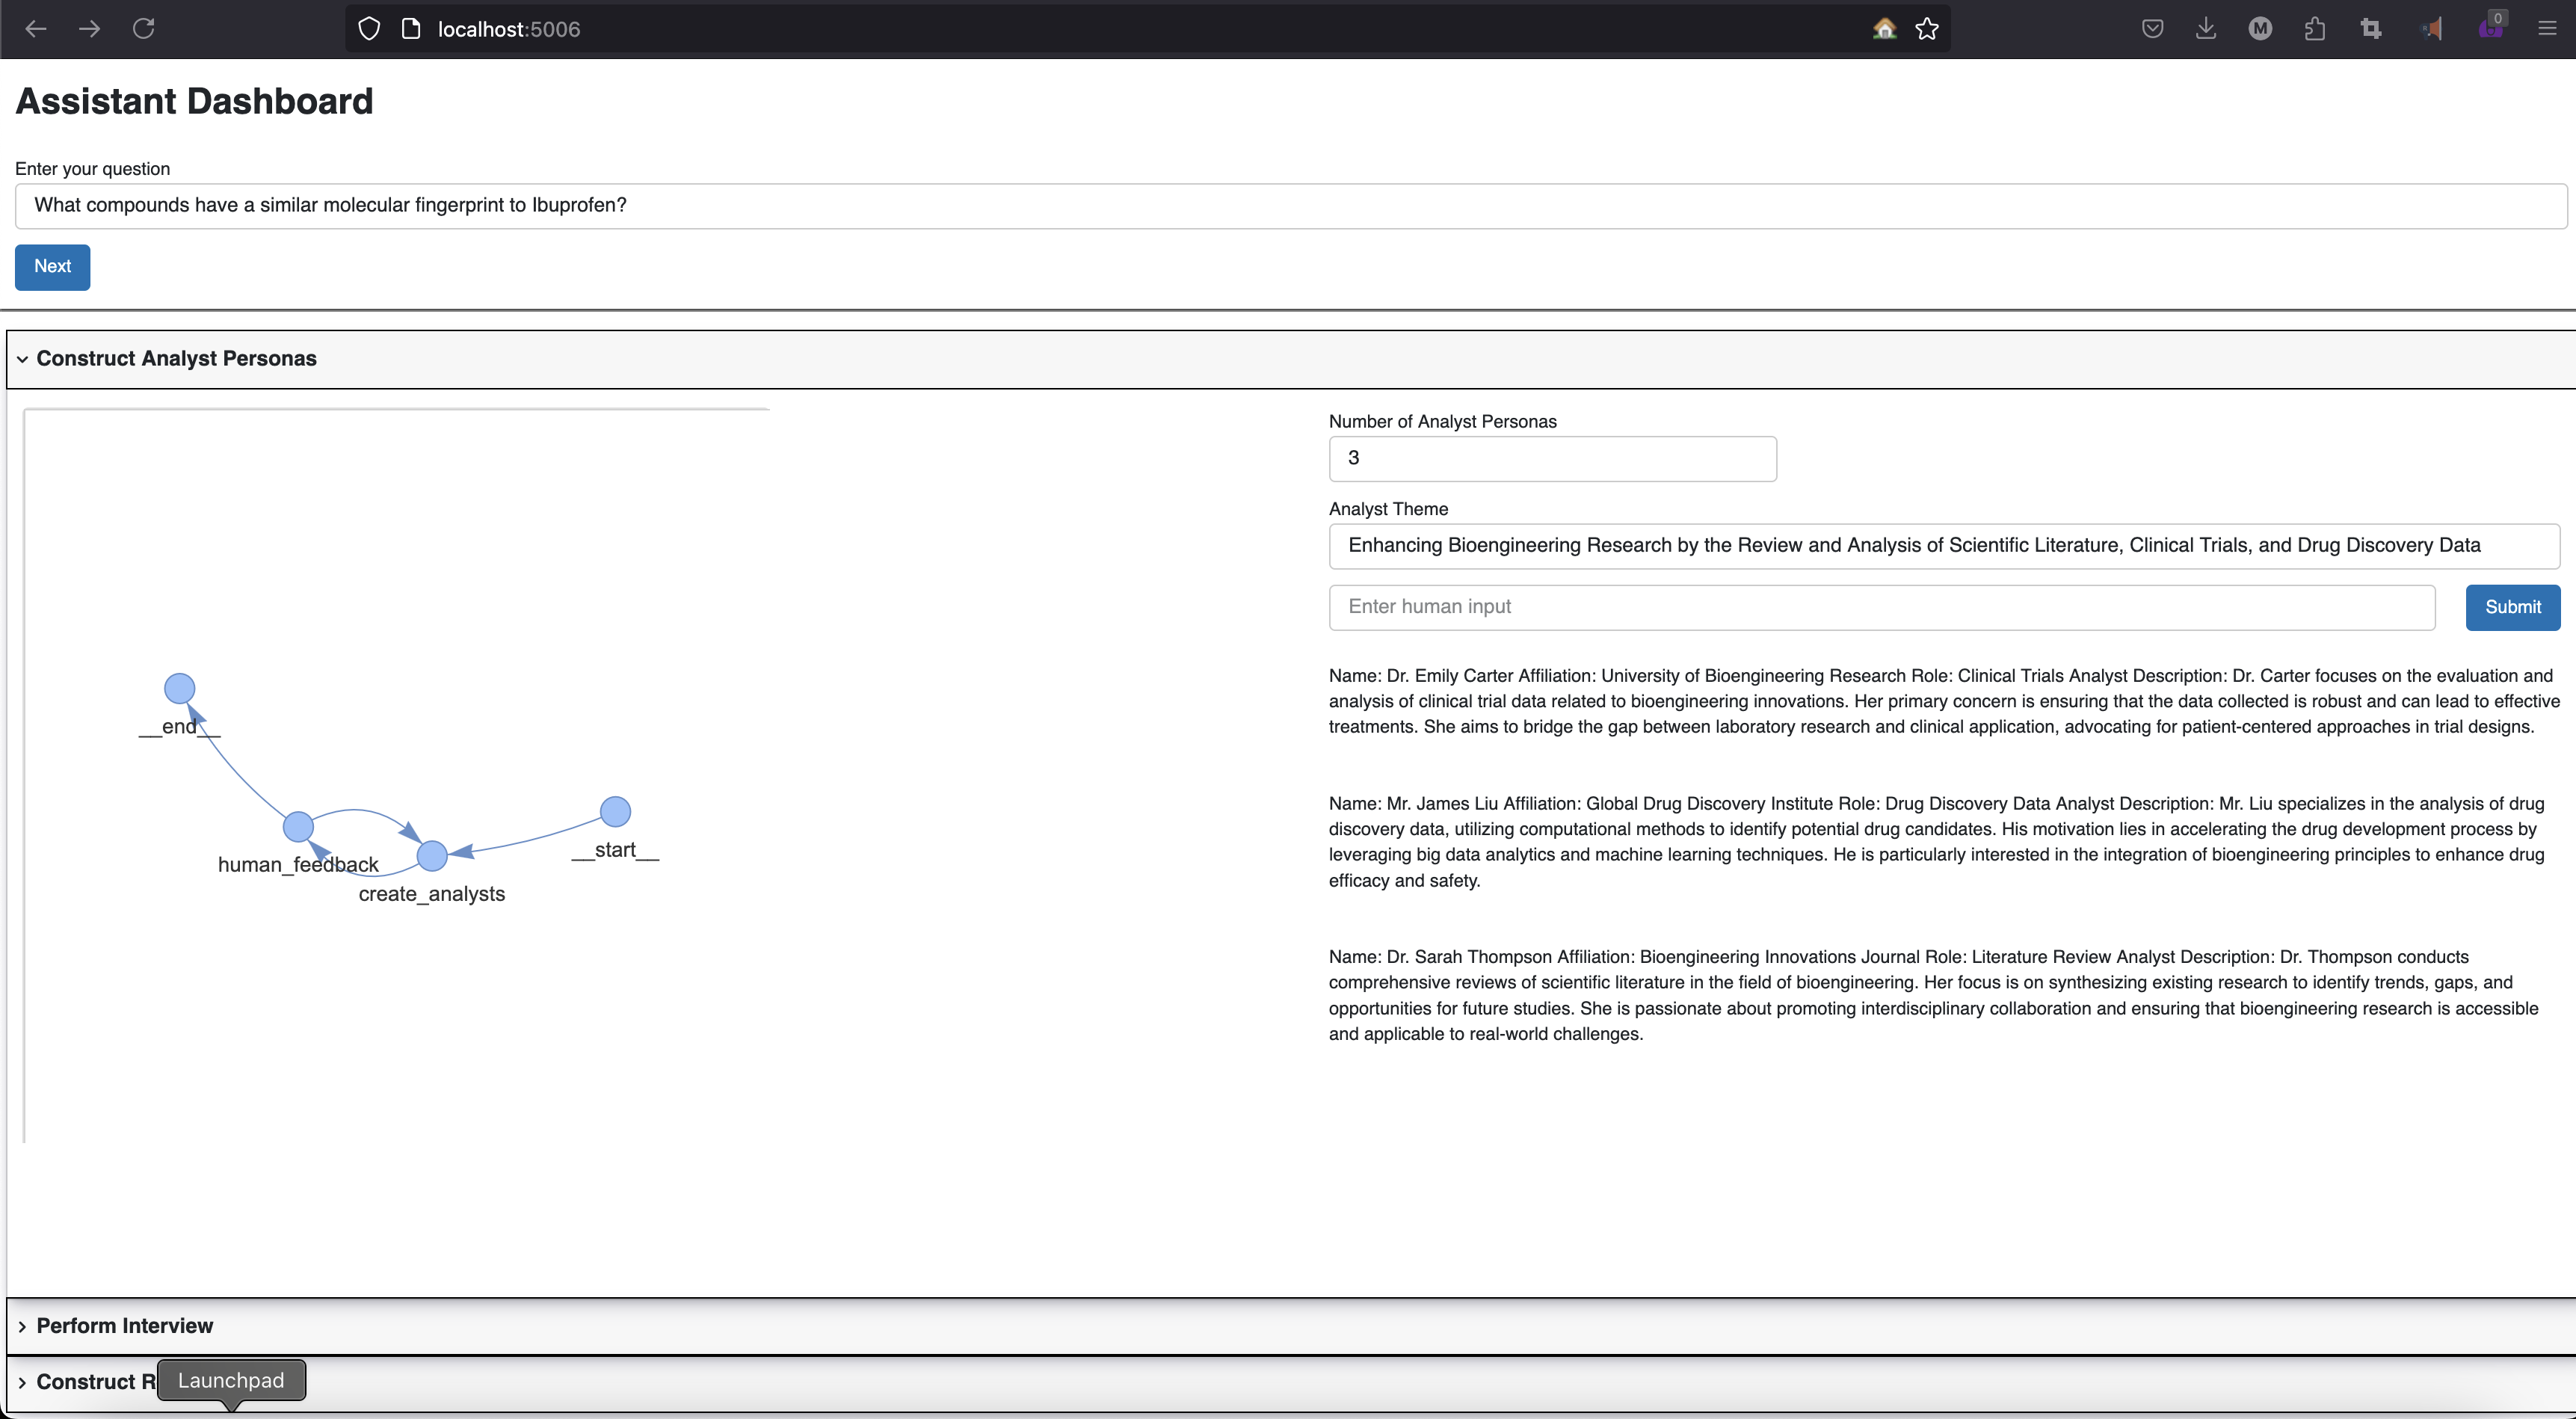 localhost:5006
M
0
Assistant Dashboard
Enter your question
What compounds have a similar molecular fingerprint to Ibuprofen?
Next
Construct Analyst Personas
Number of Analyst Personas
3
Analyst Theme
Enhancing Bioengineering Research by the Review and Analysis of Scientific Literature, Clinical Trials, and Drug Discovery Data
Enter human input
Submit
Name: Dr. Emily Carter Affiliation: University of Bioengineering Research Role: Clinical Trials Analyst Description: Dr. Carter focuses on the evaluation and
analysis of clinical trial data related to bioengineering innovations. Her primary concern is ensuring that the data collected is robust and can lead to effective
treatments. She aims to bridge the gap between laboratory research and clinical application, advocating for patient-centered approaches in trial designs.
Name: Mr. James Liu Affiliation: Global Drug Discovery Institute Role: Drug Discovery Data Analyst Description: Mr. Liu specializes in the analysis of drug
discovery data, utilizing computational methods to identify potential drug candidates. His motivation lies in accelerating the drug development process by
leveraging big data analytics and machine learning techniques. He is particularly interested in the integration of bioengineering principles to enhance drug
efficacy and safety.
Name: Dr. Sarah Thompson Affiliation: Bioengineering Innovations Journal Role: Literature Review Analyst Description: Dr. Thompson conducts
comprehensive reviews of scientific literature in the field of bioengineering. Her focus is on synthesizing existing research to identify trends, gaps, and
opportunities for future studies. She is passionate about promoting interdisciplinary collaboration and ensuring that bioengineering research is accessible
and applicable to real-world challenges.
__end__
human_feedback
create_analysts
__start__
Perform Interview
Construct R
Launchpad